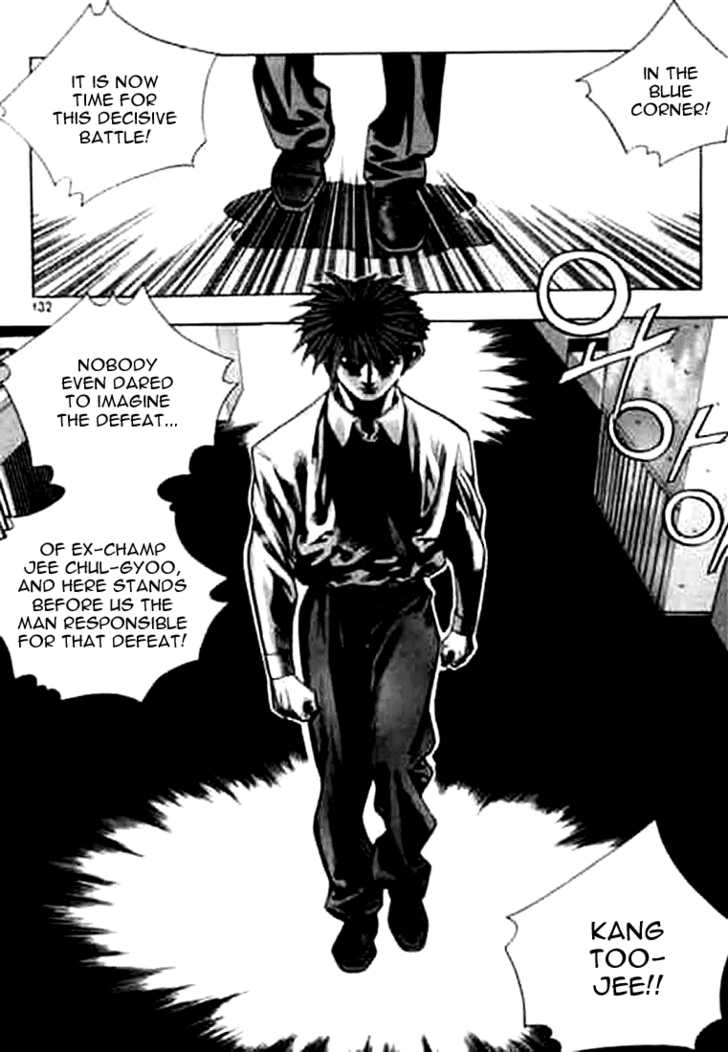 IT IS NOW
TIME FOR
THIS DECISIVE
BATTLE!
IN THE
BLUE
CORNER!
132
NOBODY
EVEN DARED
TO IMAGINE
THE DEFEAT...
OF EX-CHAMP
JEE CHUL-GYOO,
AND HERE STANDS
BEFORE US THE
MAN RESPONSIBLE
FOR THAT DEFEAT!
와
아
아
KANG
TOO-
JEE!!